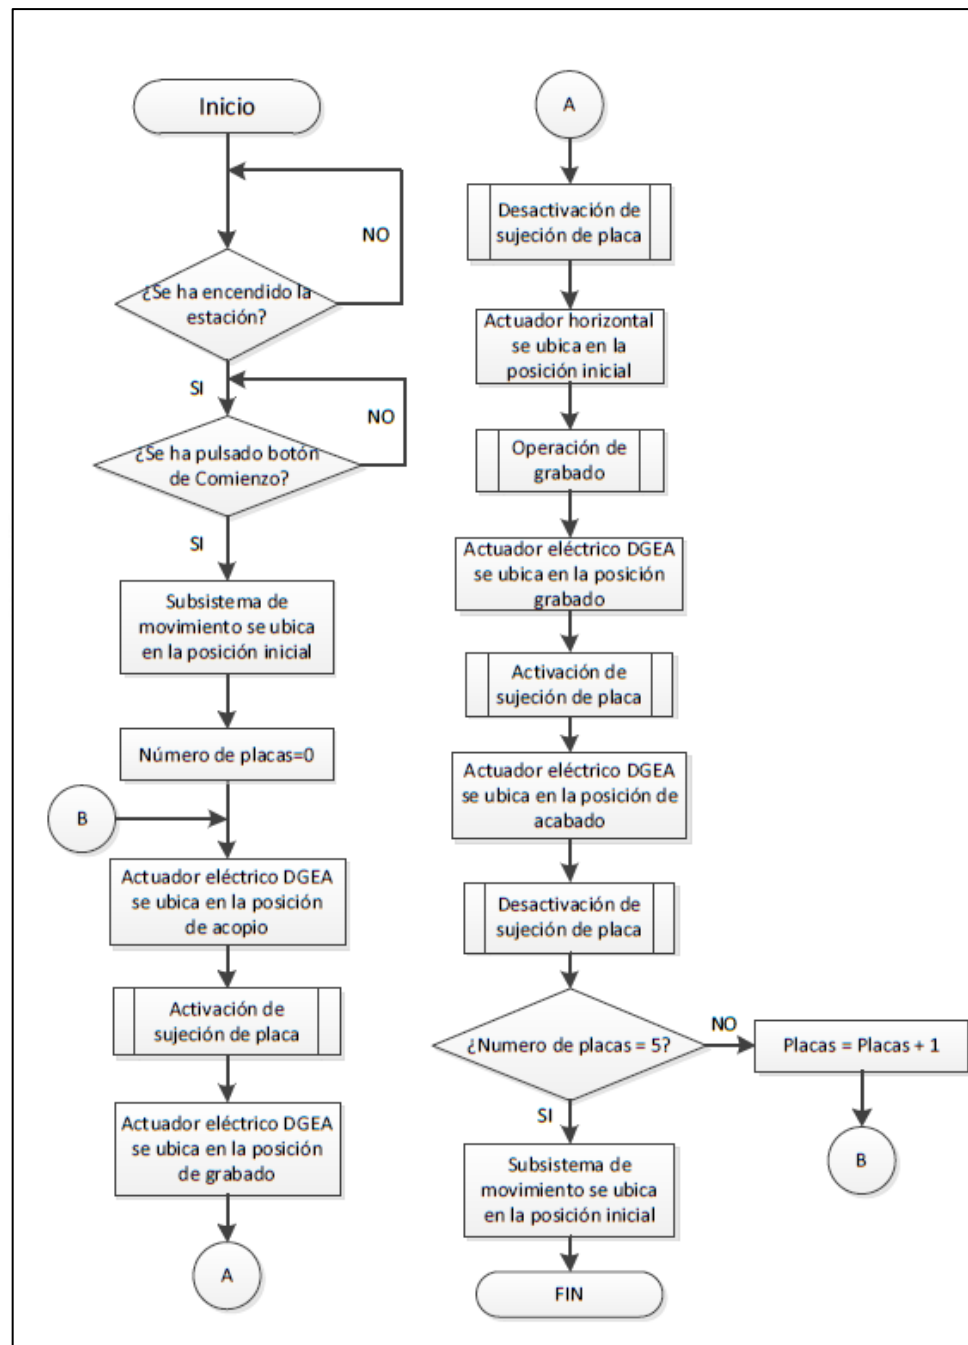 Inicio
NO
¿Se ha encendido la
estación?
SI
NO
¿Se ha pulsado botón
de Comienzo?
SI
Subsistema de
movimiento se ubica
en la posición inicial
Número de placas=0
B
Actuador eléctrico DGEA
se ubica en la posición
de acopio
Activación de
sujeción de placa
Actuador eléctrico DGEA
se ubica en la posición
de grabado
A
A
Desactivación de
sujeción de placa
Actuador horizontal
se ubica en la
posición inicial
Operación de
grabado
Actuador eléctrico DGEA
se ubica en la posición
grabado
Activación de
sujeción de placa
Actuador eléctrico DGEA
se ubica en la posición de
acabado
Desactivación de
sujeción de placa
¿Numero de placas = 5?
NO
Placas = Placas + 1
B
SI
Subsistema de
movimiento se ubica
en la posición inicial
FIN